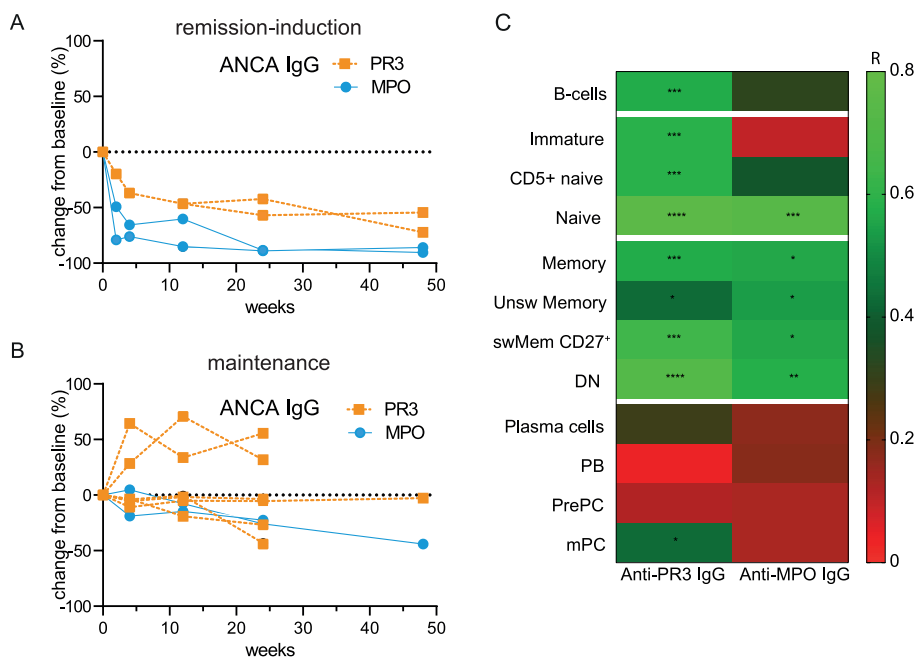 A
remission-induction
change from baseline (%)
100
50
0
-50
-100
ANCA IgG
PR3
MPO
0
10
20
30
40
50
weeks
B
maintenance
change from baseline (%)
100
50
0
-50
-100
ANCA IgG
PR3
MPO
0
10
20
30
40
50
weeks
C
R
B-cells
***
Immature
***
CD5+ naive
***
Naive
**** ***
Memory
*** *
Unsw Memory
* *
swMem CD27⁺
*** *
DN
**** **
Plasma cells
PB
PrePC
mPC
*
Anti-PR3 IgG Anti-MPO IgG
0.8
0.6
0.4
0.2
0